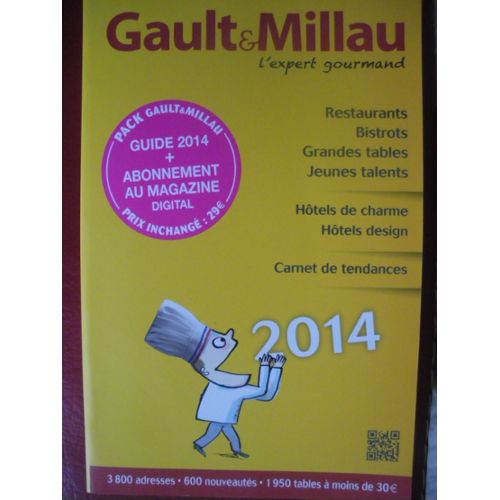 Gault&Millau
l'expert gourmand
PACK GAULT&MILLAU
GUIDE 2014
+
ABONNEMENT
AU MAGAZINE
DIGITAL
PRIX INCHANGÉ : 29€
Restaurants
Bistrots
Grandes tables
Jeunes talents
Hôtels de charme
Hôtels design
Carnet de tendances
2014
3 800 adresses • 600 nouveautés • 1 950 tables à moins de 30 €